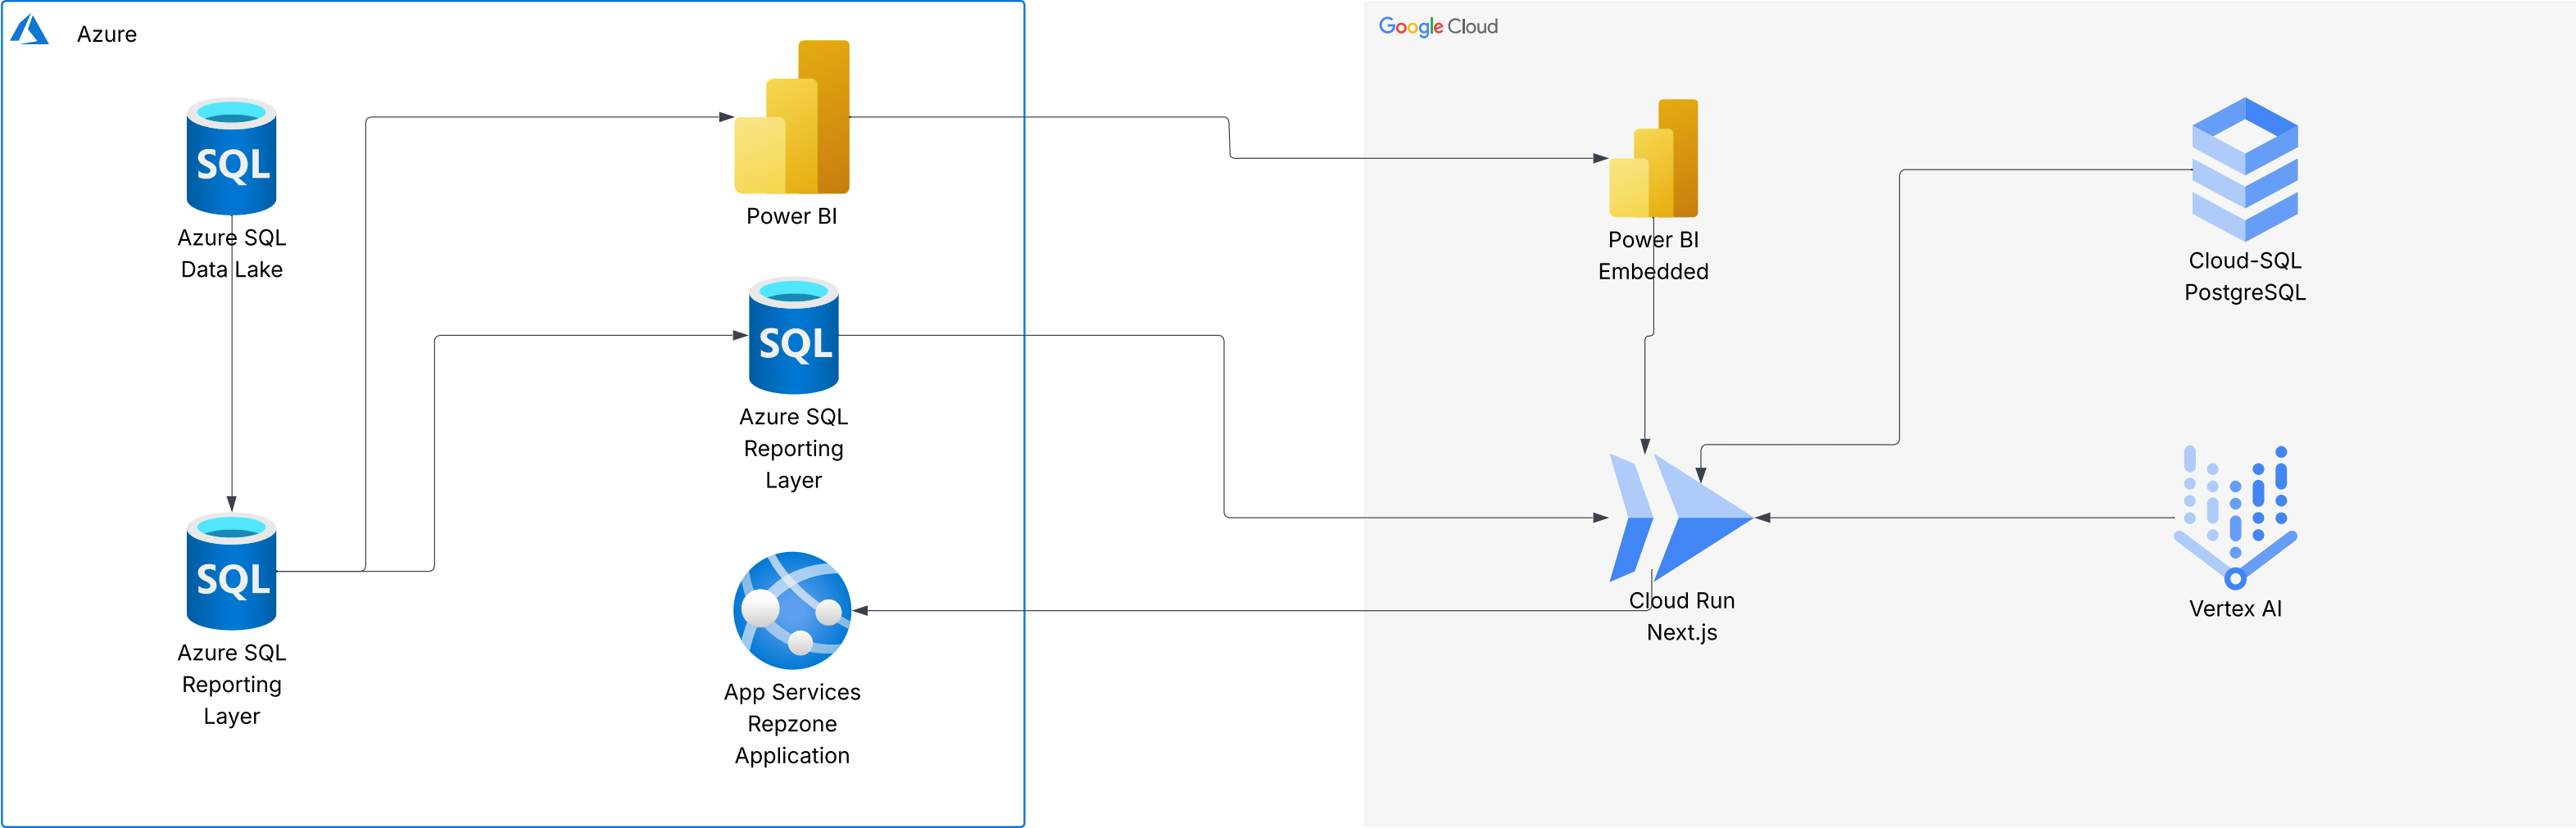 Azure
Google Cloud
SQL
Azure SQL
Data Lake
Power BI
Power BI
Embedded
Cloud-SQL
PostgreSQL
SQL
Azure SQL
Reporting
Layer
SQL
Azure SQL
Reporting
Layer
App Services
Repzone
Application
Cloud Run
Next.js
Vertex AI